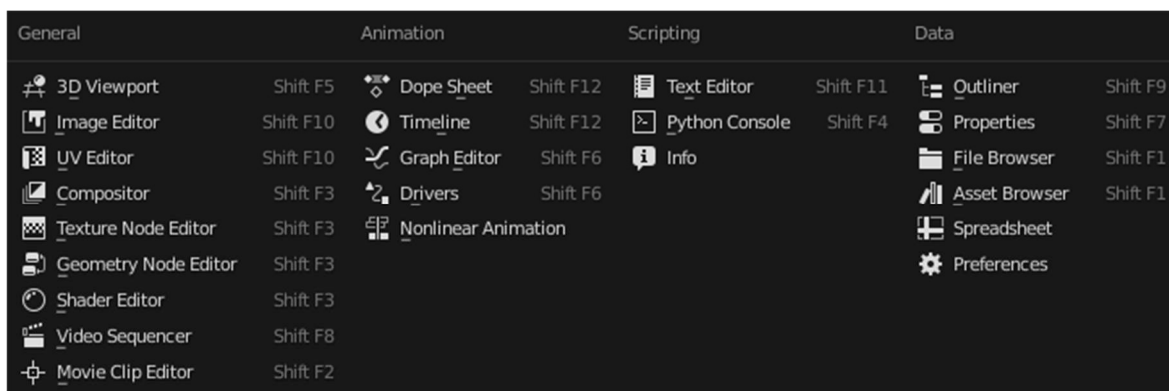 General
3D Viewport Shift F5
Image Editor Shift F10
UV Editor Shift F10
Compositor Shift F3
Texture Node Editor Shift F3
Geometry Node Editor Shift F3
Shader Editor Shift F3
Video Sequencer Shift F8
Movie Clip Editor Shift F2
Animation
Dope Sheet Shift F12
Timeline Shift F12
Graph Editor Shift F6
Drivers Shift F6
Nonlinear Animation
Scripting
Text Editor Shift F11
Python Console Shift F4
Info
Data
Outliner Shift F9
Properties Shift F7
File Browser Shift F1
Asset Browser Shift F1
Spreadsheet
Preferences